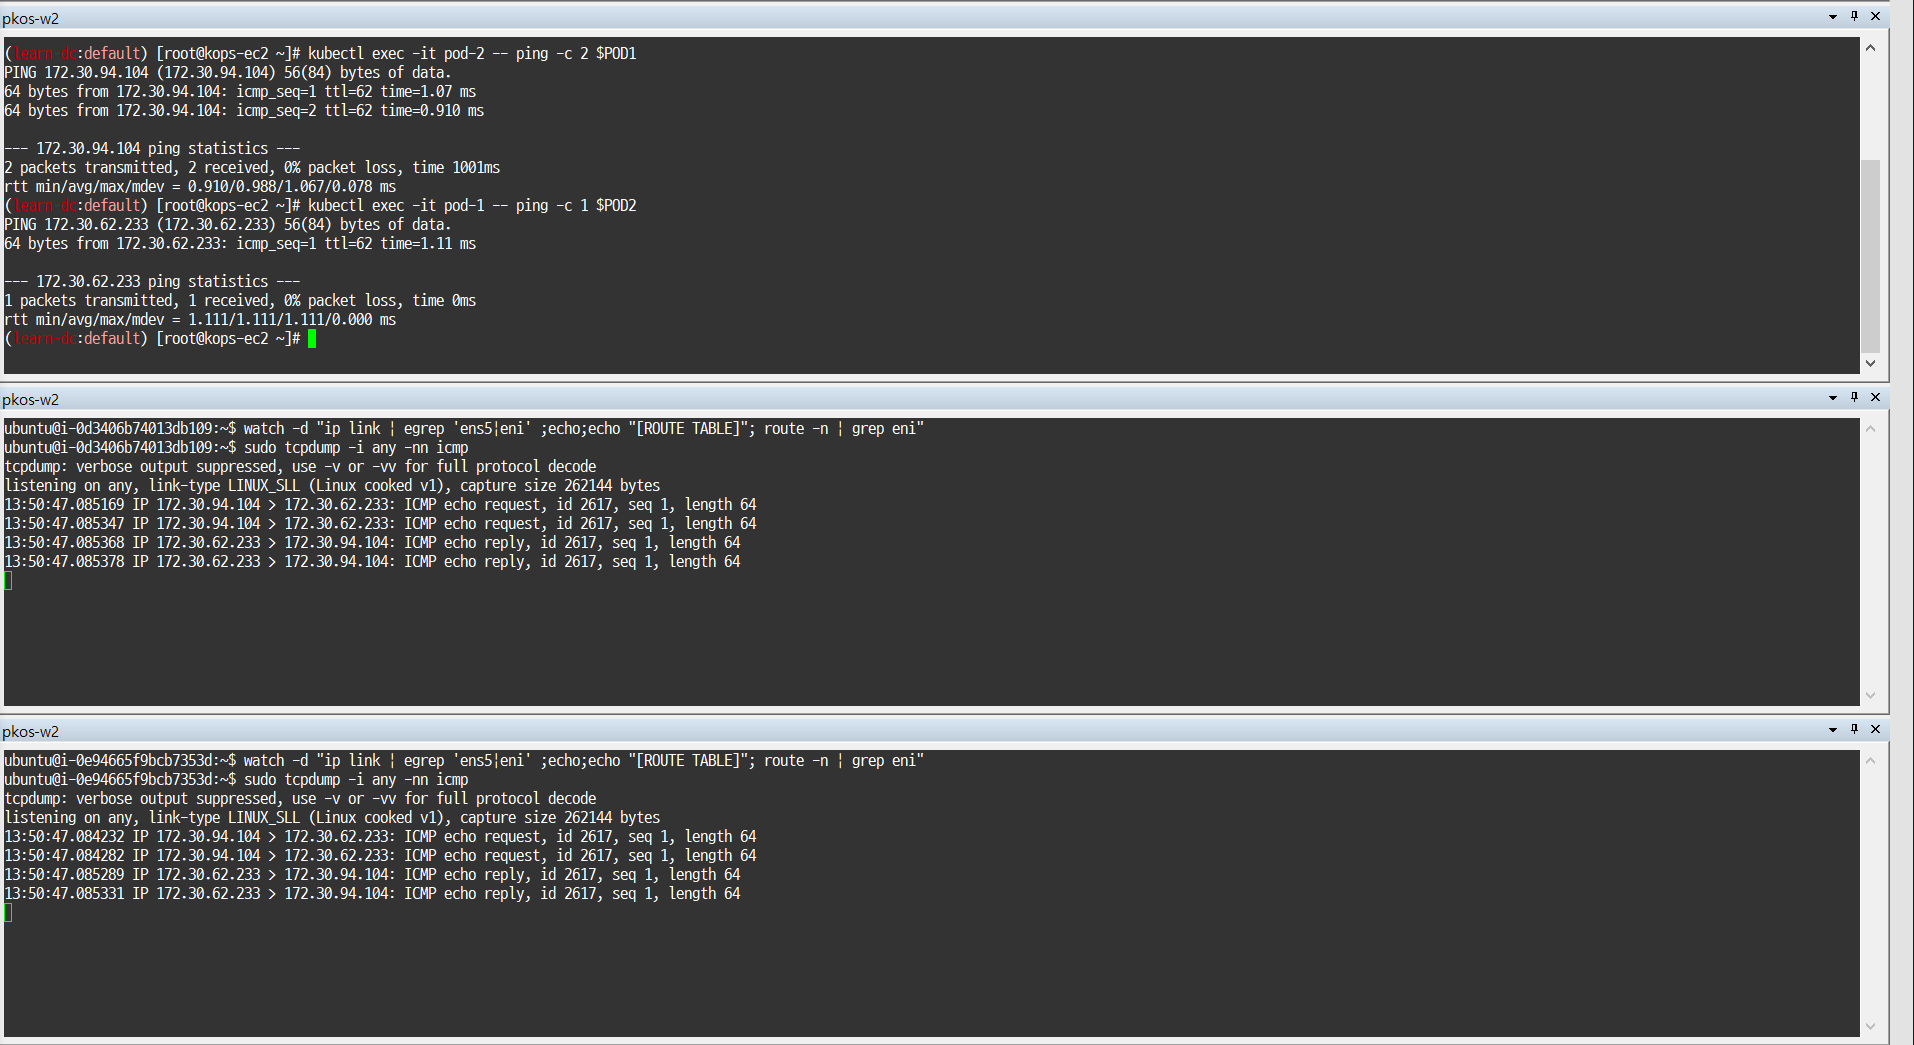 pkos-w2
(learn-dc:default) [root@kops-ec2 ~]# kubectl exec -it pod-2 -- ping -c 2 $POD1
PING 172.30.94.104 (172.30.94.104) 56(84) bytes of data.
64 bytes from 172.30.94.104: icmp_seq=1 ttl=62 time=1.07 ms
64 bytes from 172.30.94.104: icmp_seq=2 ttl=62 time=0.910 ms
--- 172.30.94.104 ping statistics ---
2 packets transmitted, 2 received, 0% packet loss, time 1001ms
rtt min/avg/max/mdev = 0.910/0.988/1.067/0.078 ms
(learn-dc:default) [root@kops-ec2 ~]# kubectl exec -it pod-1 -- ping -c 1 $POD2
PING 172.30.62.233 (172.30.62.233) 56(84) bytes of data.
64 bytes from 172.30.62.233: icmp_seq=1 ttl=62 time=1.11 ms
--- 172.30.62.233 ping statistics ---
1 packets transmitted, 1 received, 0% packet loss, time 0ms
rtt min/avg/max/mdev = 1.111/1.111/1.111/0.000 ms
(learn-dc:default) [root@kops-ec2 ~]#
pkos-w2
ubuntu@i-0d3406b74013db109:~$ watch -d "ip link | egrep 'ens5|eni' ;echo;echo "[ROUTE TABLE]"; route -n | grep eni"
ubuntu@i-0d3406b74013db109:~$ sudo tcpdump -i any -nn icmp
tcpdump: verbose output suppressed, use -v or -vv for full protocol decode
listening on any, link-type LINUX_SLL (Linux cooked v1), capture size 262144 bytes
13:50:47.085169 IP 172.30.94.104 > 172.30.62.233: ICMP echo request, id 2617, seq 1, length 64
13:50:47.085347 IP 172.30.94.104 > 172.30.62.233: ICMP echo request, id 2617, seq 1, length 64
13:50:47.085368 IP 172.30.62.233 > 172.30.94.104: ICMP echo reply, id 2617, seq 1, length 64
13:50:47.085378 IP 172.30.62.233 > 172.30.94.104: ICMP echo reply, id 2617, seq 1, length 64
pkos-w2
ubuntu@i-0e94665f9bcb7353d:~$ watch -d "ip link | egrep 'ens5|eni' ;echo;echo "[ROUTE TABLE]"; route -n | grep eni"
ubuntu@i-0e94665f9bcb7353d:~$ sudo tcpdump -i any -nn icmp
tcpdump: verbose output suppressed, use -v or -vv for full protocol decode
listening on any, link-type LINUX_SLL (Linux cooked v1), capture size 262144 bytes
13:50:47.084232 IP 172.30.94.104 > 172.30.62.233: ICMP echo request, id 2617, seq 1, length 64
13:50:47.084282 IP 172.30.94.104 > 172.30.62.233: ICMP echo request, id 2617, seq 1, length 64
13:50:47.085289 IP 172.30.62.233 > 172.30.94.104: ICMP echo reply, id 2617, seq 1, length 64
13:50:47.085331 IP 172.30.62.233 > 172.30.94.104: ICMP echo reply, id 2617, seq 1, length 64